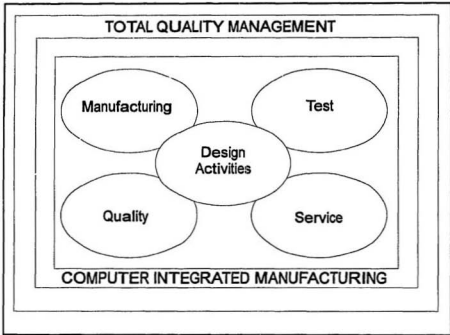 TOTAL QUALITY MANAGEMENT
Manufacturing
Test
Design
Activities
Quality
Service
COMPUTER INTEGRATED MANUFACTURING